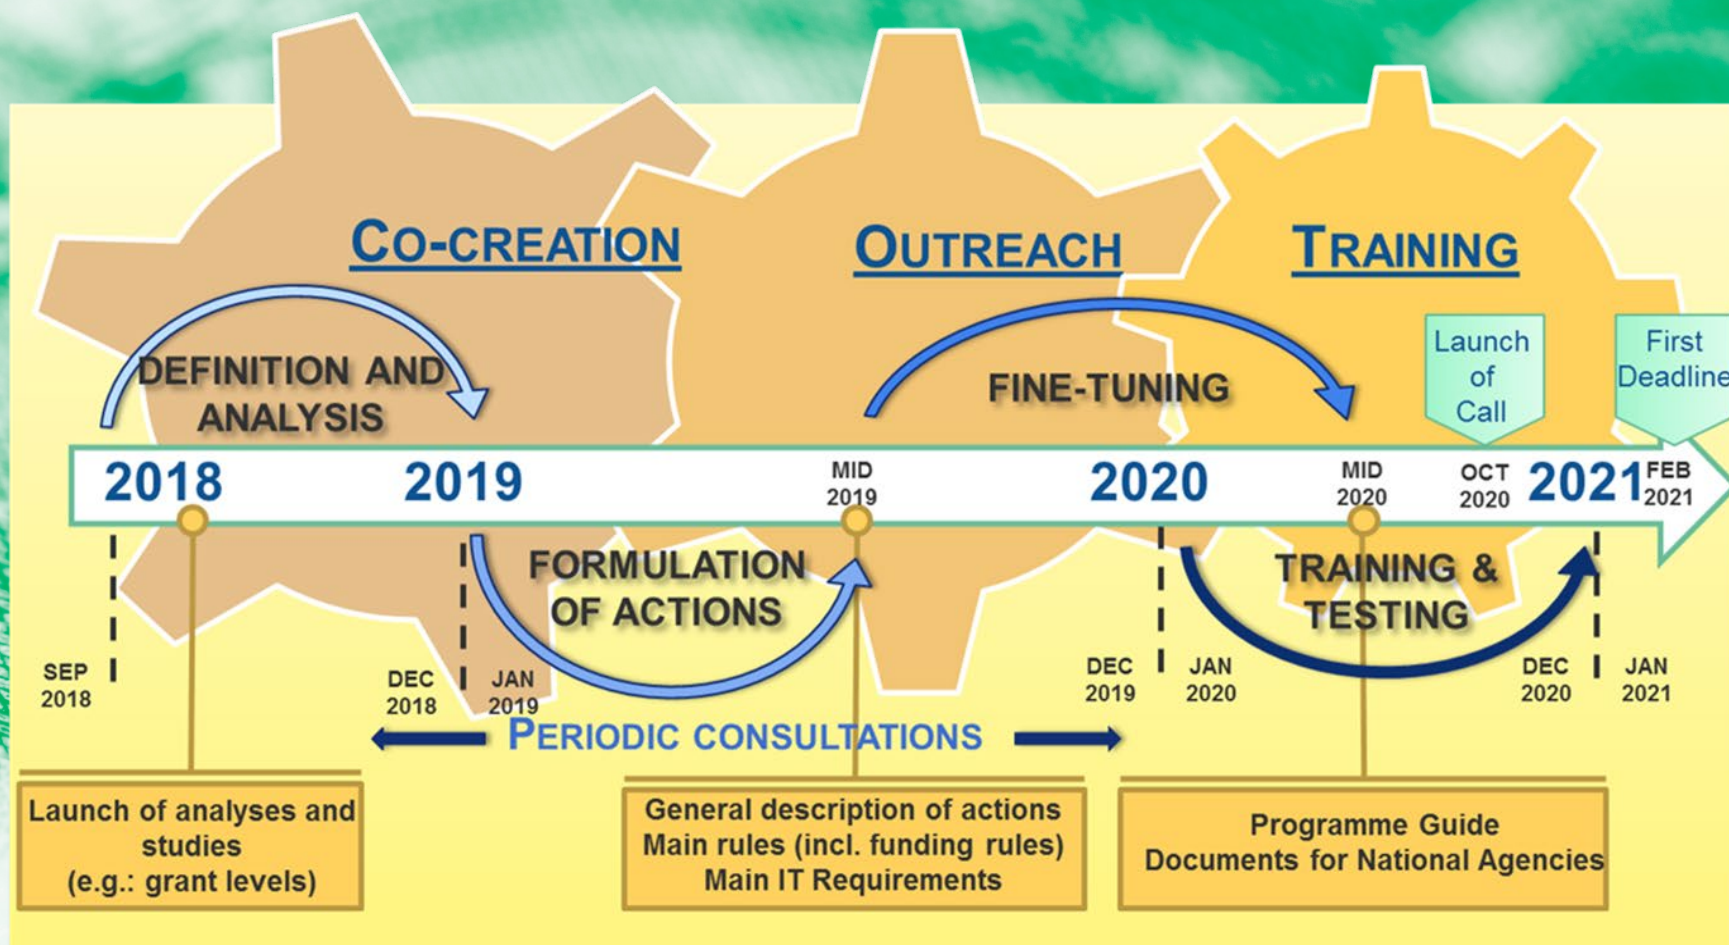 CO-CREATION
OUTREACH
TRAINING
DEFINITION AND
ANALYSIS
FINE-TUNING
Launch
of
Call
First
Deadline
2018
2019
MID
2019
2020
MID
2020
OCT
2020
2021
FEB
2021
FORMULATION
OF ACTIONS
TRAINING &
TESTING
SEP
2018
DEC
2018
JAN
2019
DEC
2019
JAN
2020
DEC
2020
JAN
2021
PERIODIC CONSULTATIONS
Launch of analyses and
studies
(e.g.: grant levels)
General description of actions
Main rules (incl. funding rules)
Main IT Requirements
Programme Guide
Documents for National Agencies